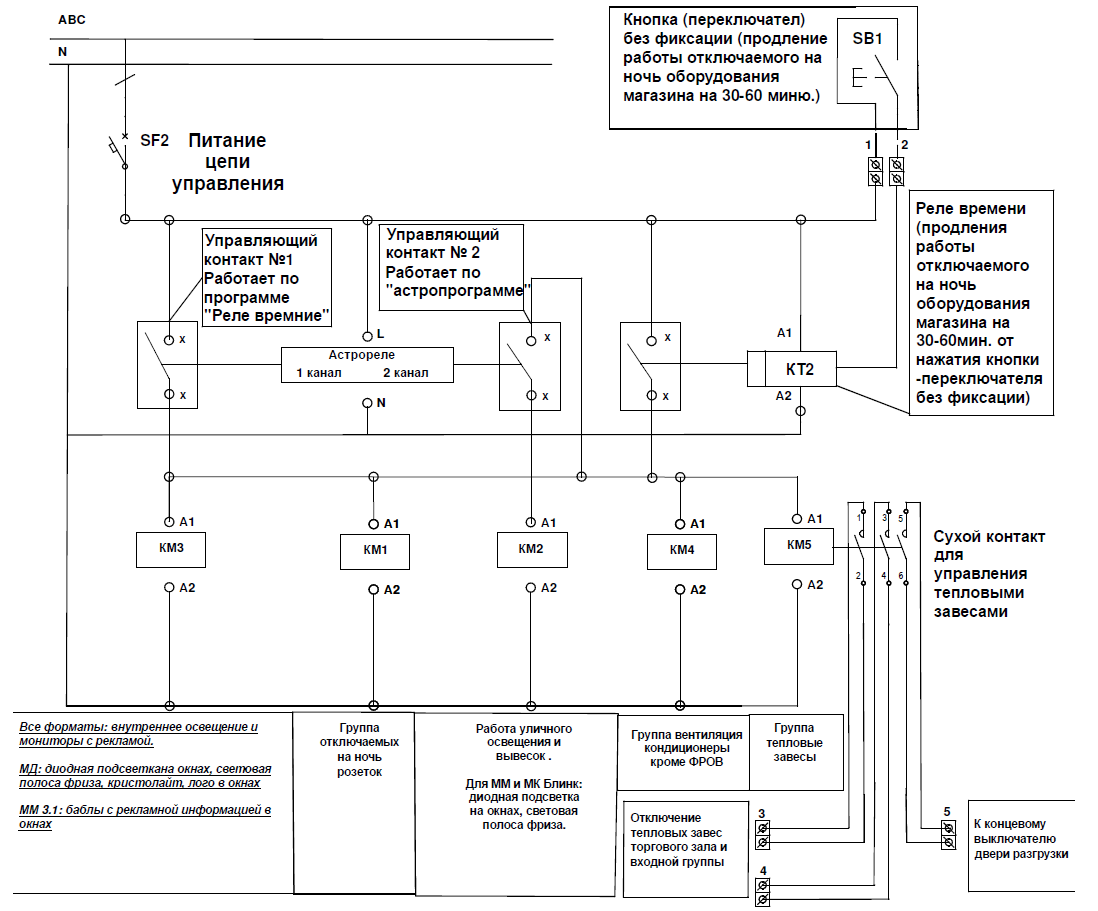 ABC
N
Кнопка (переключател)
без фиксации (продление
работы отключаемого на
ночь оборудования
магазина на 30-60 миню.)
SB1
SF2
Питание
цепи
управления
1
2
Управляющий
контакт №1
Работает по
программе
"Реле времние"
Управляющий
контакт № 2
Работает по
"астропрограмме"
Реле времени
(продления
работы
отключаемого
на ночь
оборудования
магазина на
30-60мин. от
нажатия кнопки
-переключателя
без фиксации)
x
x
L
Астрореле
1 канал
2 канал
N
x
x
x
x
A1
КТ2
A2
A1
КМ3
A2
A1
КМ1
A2
A1
КМ2
A2
A1
КМ4
A2
A1
КМ5
A2
1
3
5
2
4
6
Сухой контакт
для
управления
тепловыми
завесами
Все форматы: внутреннее освещение и
мониторы с рекламой.
МД: диодная подсветкана окнах, световая
полоса фриза, кристолайт, лого в окнах
ММ 3.1: баблы с рекламной информацией в
окнах
Группа
отключаемых
на ночь
розеток
Работа уличного
освещения и
вывесок .
Для ММ и МК Блинк:
диодная подсветка
на окнах, световая
полоса фриза.
Группа вентиляция
кондиционеры
кроме ФРОВ
Группа
тепловые
завесы
Отключение
тепловых завес
торгового зала и
входной группы
3
4
5
К концевому
выключателю
двери разгрузки